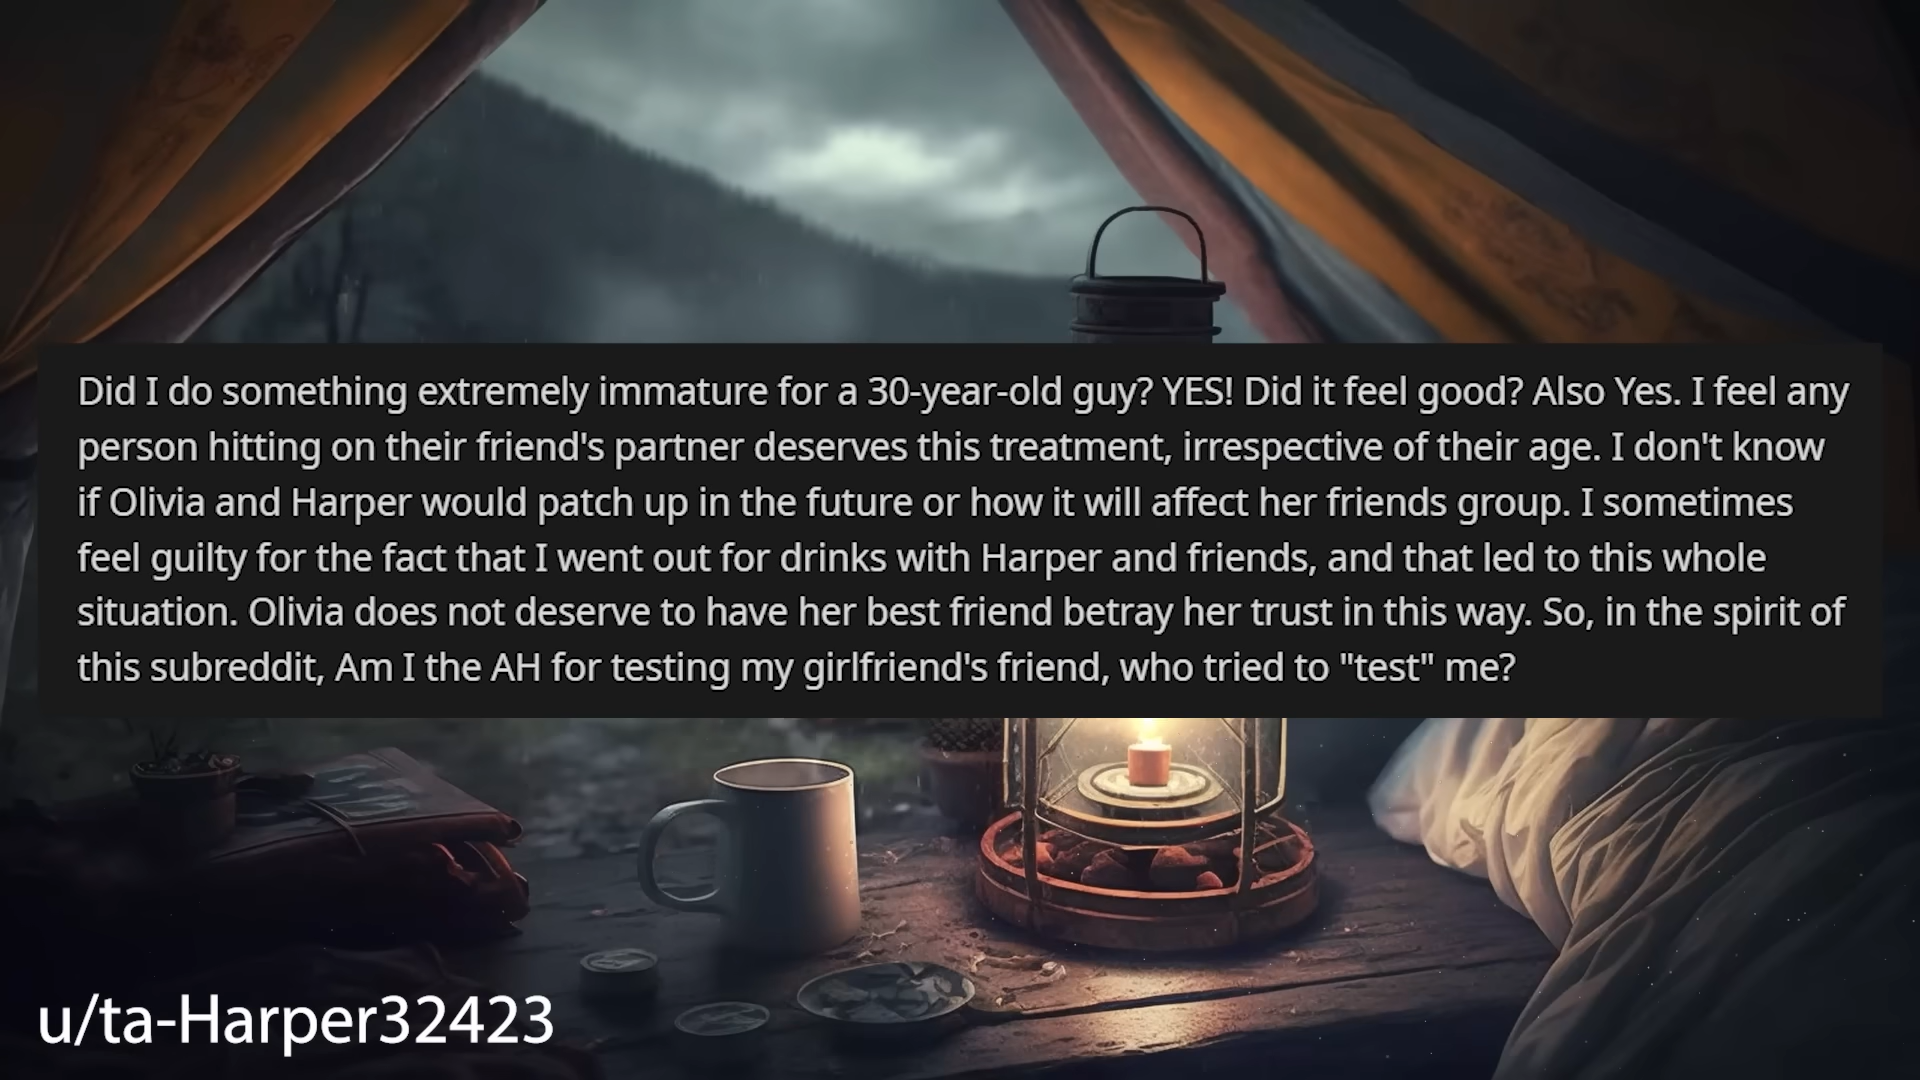 Did I do something extremely immature for a 30-year-old guy? YES! Did it feel good? Also Yes. I feel any
person hitting on their friend's partner deserves this treatment, irrespective of their age. I don't know
if Olivia and Harper would patch up in the future or how it will affect her friends group. I sometimes
feel guilty for the fact that I went out for drinks with Harper and friends, and that led to this whole
situation. Olivia does not deserve to have her best friend betray her trust in this way. So, in the spirit of
this subreddit, Am I the AH for testing my girlfriend's friend, who tried to "test" me?
u/ta-Harper32423